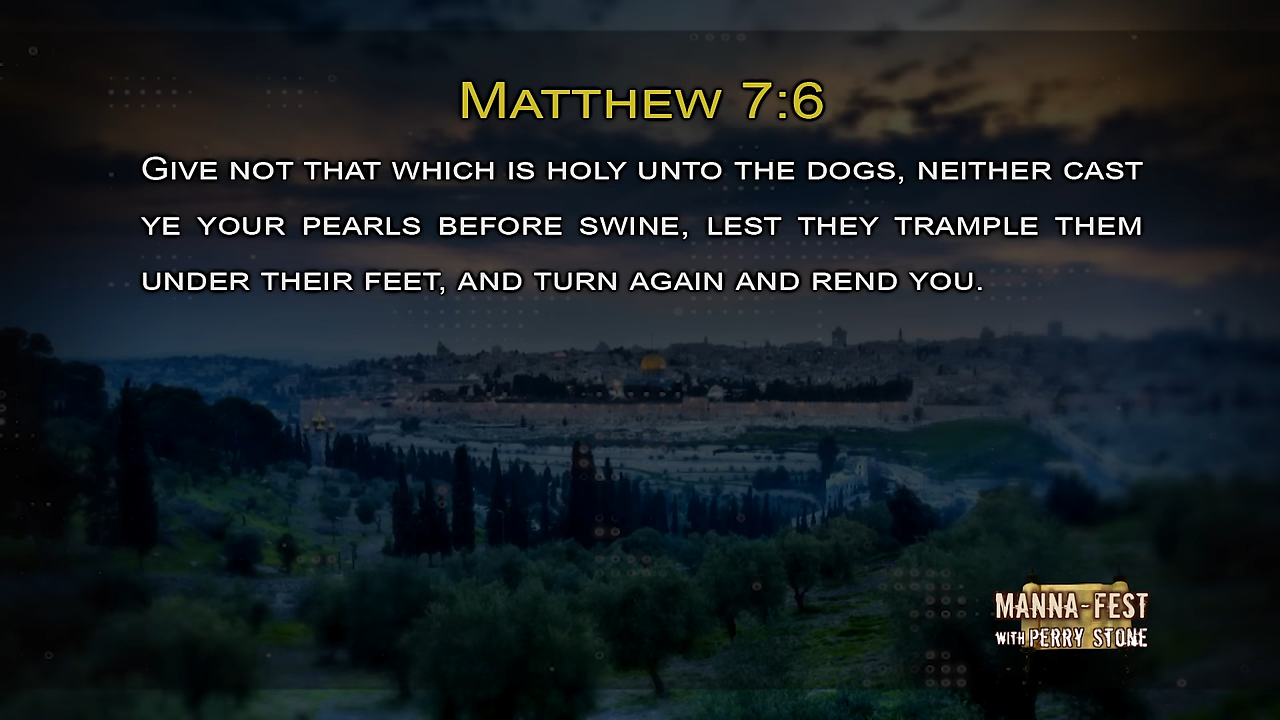 Matthew 7:6
Give not that which is holy unto the dogs, neither cast
ye your pearls before swine, lest they trample them
under their feet, and turn again and rend you.
MANNA-FEST
WITH PERRY STONE